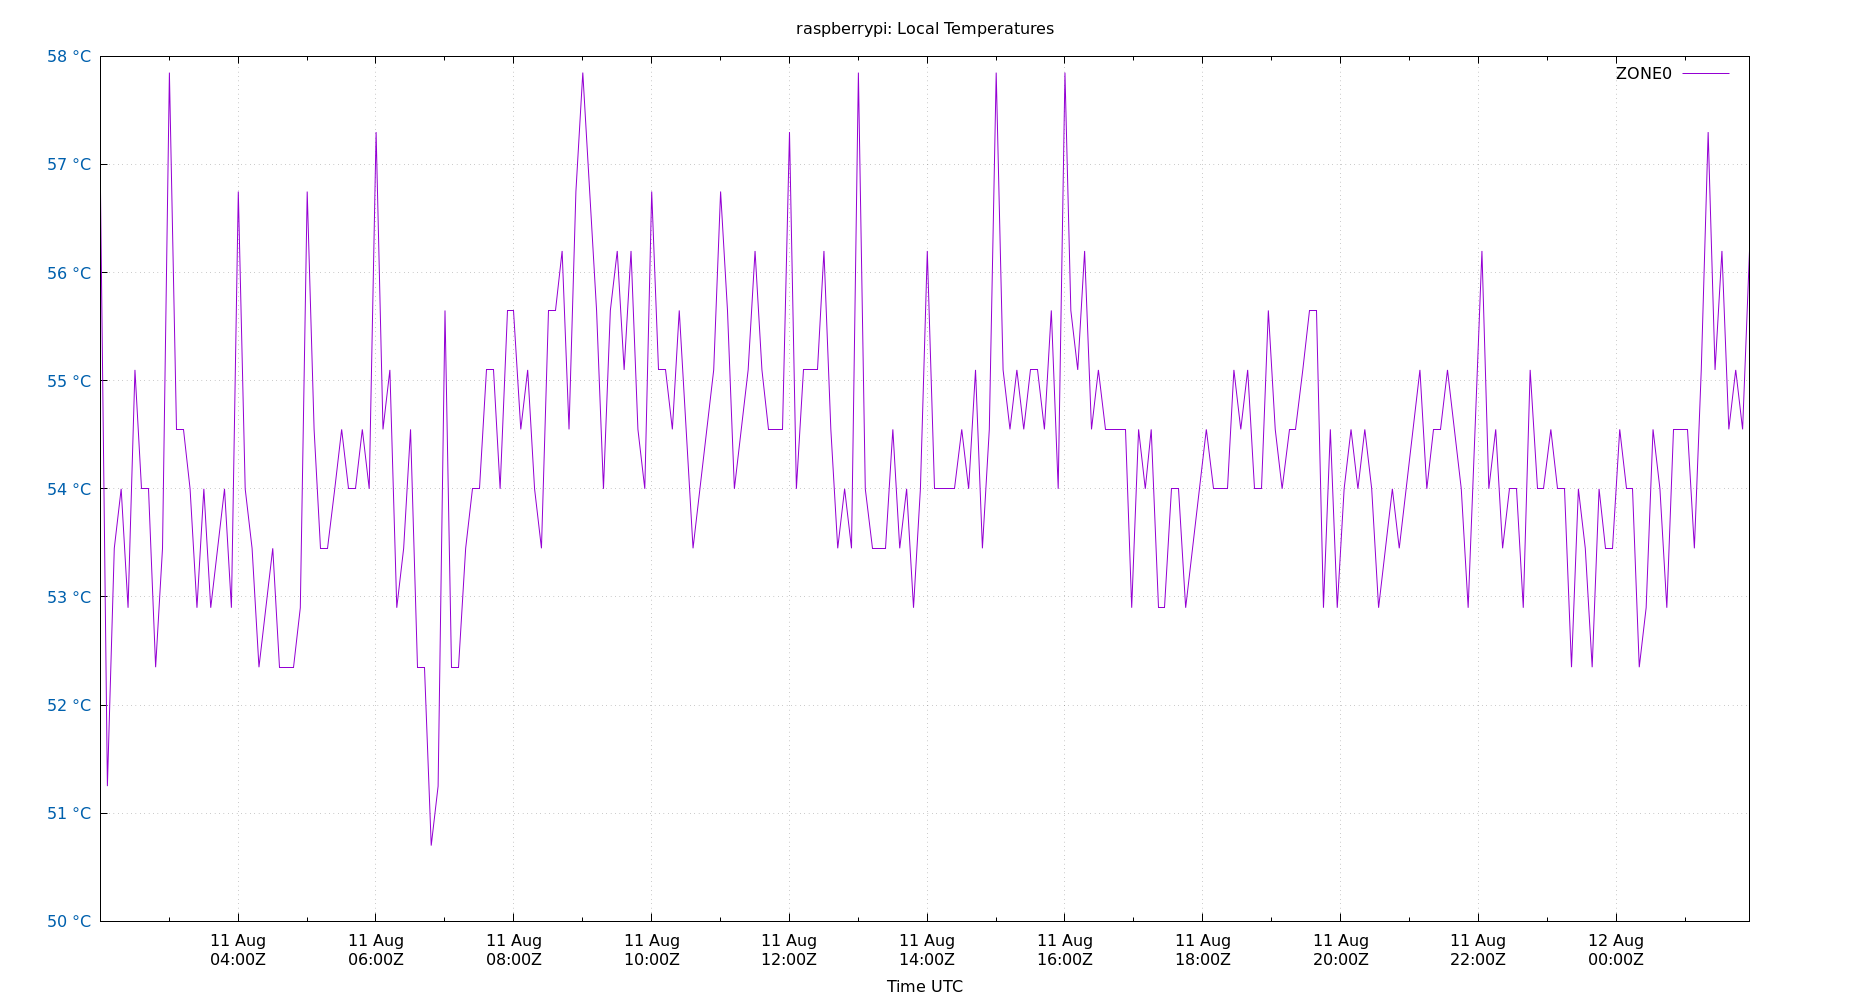 raspberrypi: Local Temperatures
58 °C
ZONE0
57 °C
56 °C
55 °C
54 °C
53 °C
52 °C
51 °C
50 °C
11 Aug 11 Aug 11 Aug 11 Aug 11 Aug 11 Aug 11 Aug 11 Aug 11 Aug 11 Aug 12 Aug
04:00Z 06:00Z 08:00Z 10:00Z 12:00Z 14:00Z 16:00Z 18:00Z 20:00Z 22:00Z 00:00Z
Time UTC